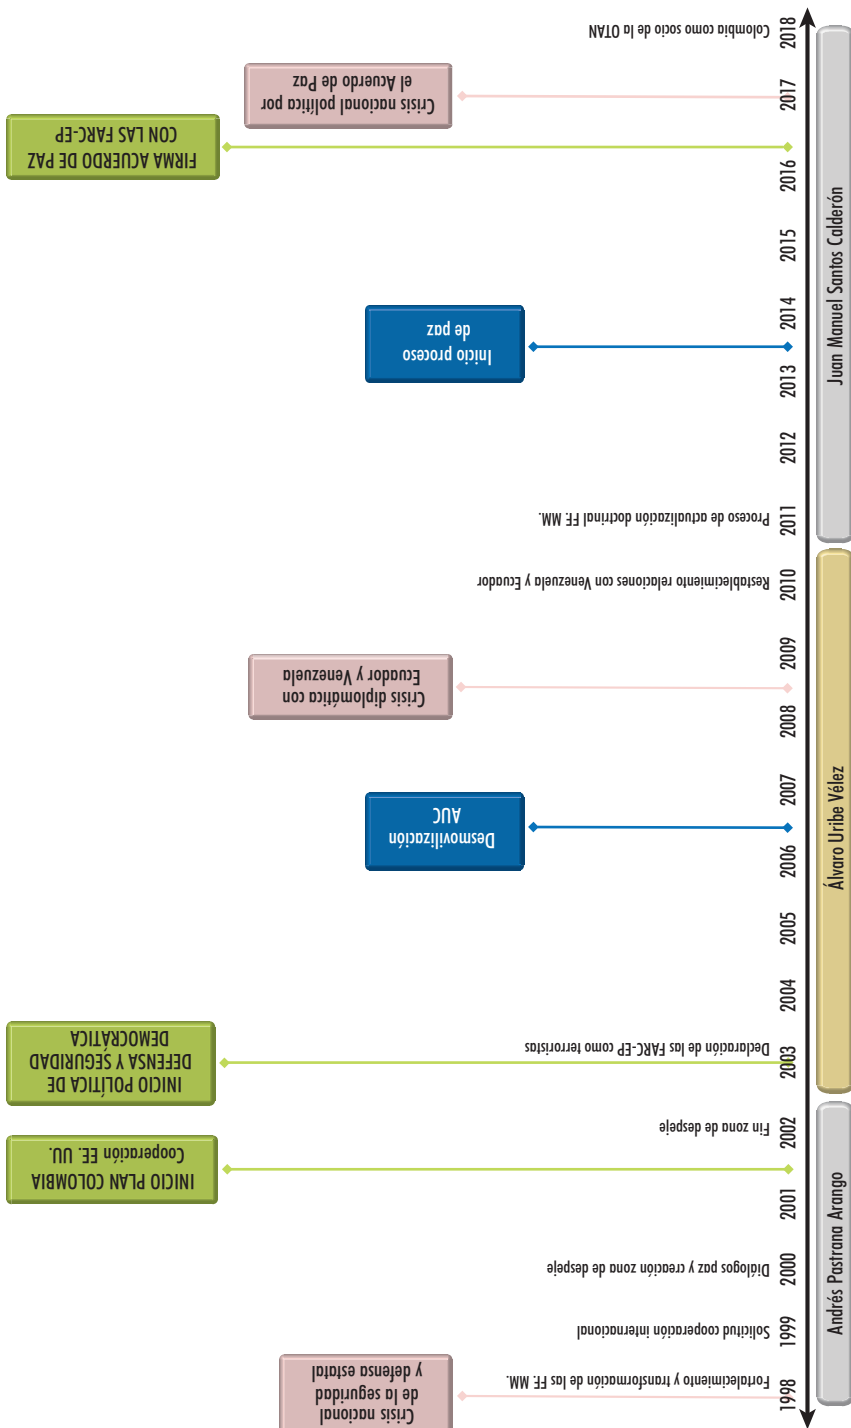 Colombia como socio de la OTAN
2018
Crisis nacional política por
el Acuerdo de Paz
2017
FIRMA ACUERDO DE PAZ
CON LAS FARC-EP
2016
2015
2014
Inicio proceso
de paz
2013
2012
Proceso de actualización doctrinal FF. MM.
2011
Juan Manuel Santos Calderón
Restablecimiento relaciones con Venezuela y Ecuador
2010
2009
Crisis diplomática con
Ecuador y Venezuela
2008
2007
Desmovilización
AUC
2006
2005
2004
Álvaro Uribe Vélez
INICIO POLÍTICA DE
DEFENSA Y SEGURIDAD
DEMOCRÁTICA
Declaración de las FARC-EP como terroristas
2003
Fin zona de despeje
2002
INICIO PLAN COLOMBIA
Cooperación EE. UU.
2001
Diálogos paz y creación zona de despeje
2000
Solicitud cooperación internacional
1999
Fortalecimiento y transformación de las FF. MM.
1998
Crisis nacional
de la seguridad
y defensa estatal
Andrés Pastrana Arango